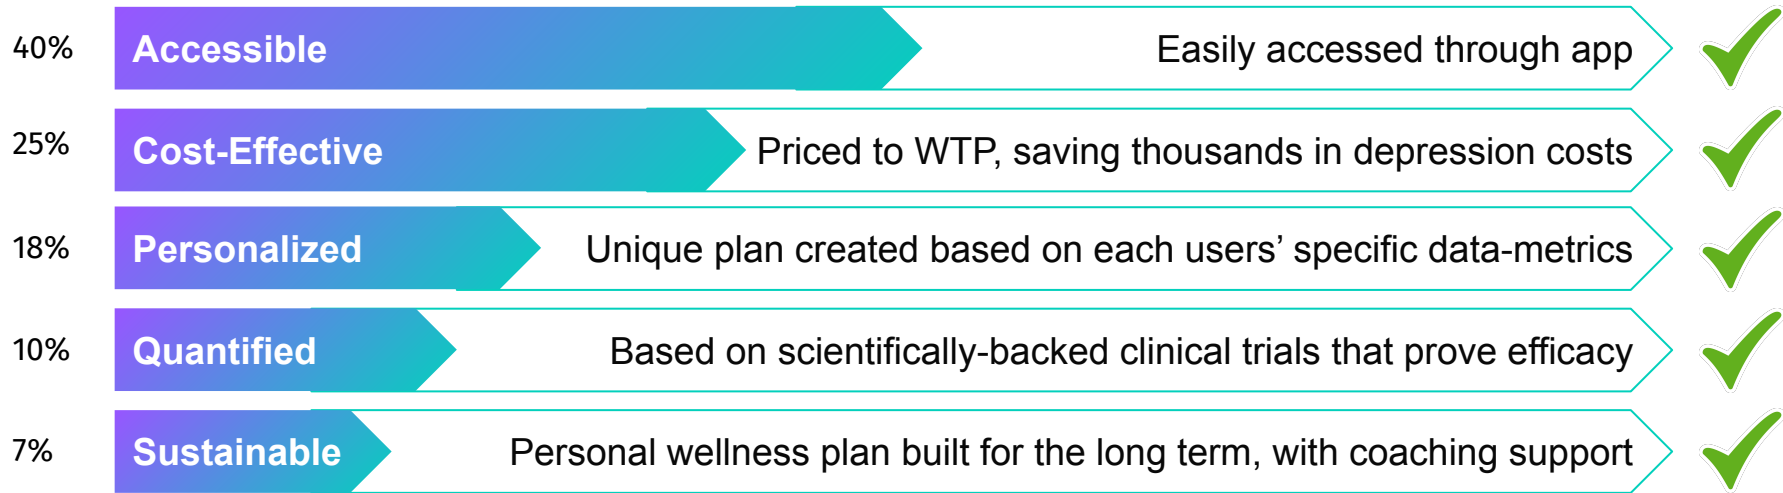 40% Accessible Easily accessed through app
25% Cost-Effective Priced to WTP, saving thousands in depression costs
18% Personalized Unique plan created based on each users’ specific data-metrics
10% Quantified Based on scientifically-backed clinical trials that prove efficacy
7% Sustainable Personal wellness plan built for the long term, with coaching support